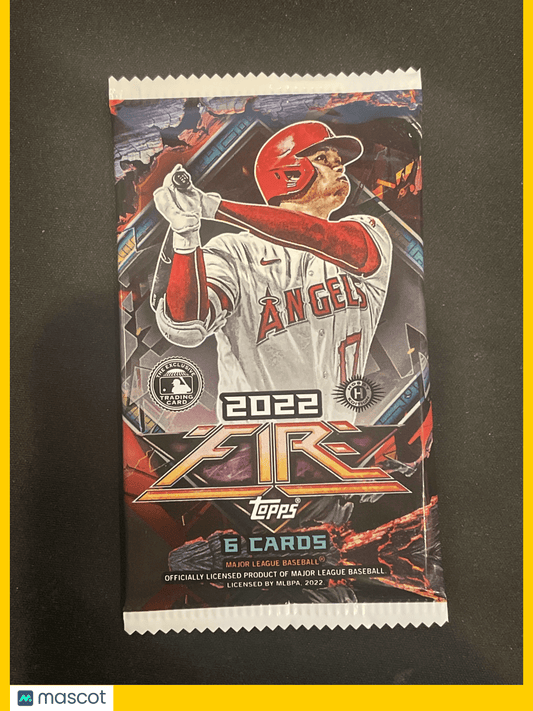 ANGELS
17
THE EXCLUSIVE
TRADING
CARD
H
2022
FIRE
Topps®
6 CARDS
MAJOR LEAGUE BASEBALL®
OFFICIALLY LICENSED PRODUCT OF MAJOR LEAGUE BASEBALL
LICENSED BY MLBPA, 2022
mascot